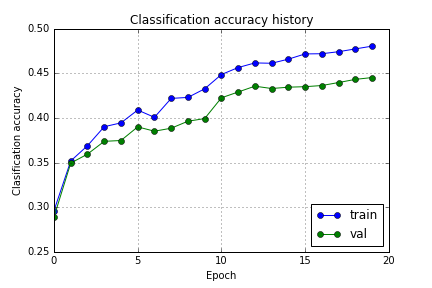 Classification accuracy history
0.50
0.45
0.40
0.35
0.30
0.25
Clasification accuracy
0
5
10
15
20
Epoch
train
val